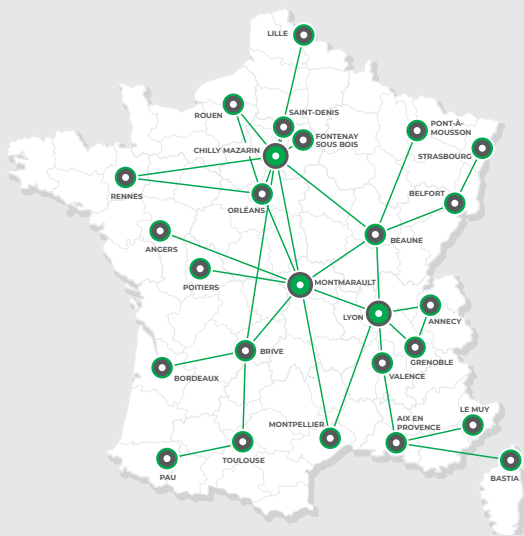 LILLE
ROUEN
SAINT-DENIS
CHILLY MAZARIN
FONTENAY
SOUS BOIS
PONT-À-
MOUSSON
STRASBOURG
RENNES
ORLÉANS
BELFORT
ANGERS
BEAUNE
POITIERS
MONTMARAULT
LYON
ANNECY
BRIVE
GRENOBLE
VALENCE
BORDEAUX
MONTPELLIER
AIX EN
PROVENCE
LE MUY
TOULOUSE
PAU
BASTIA